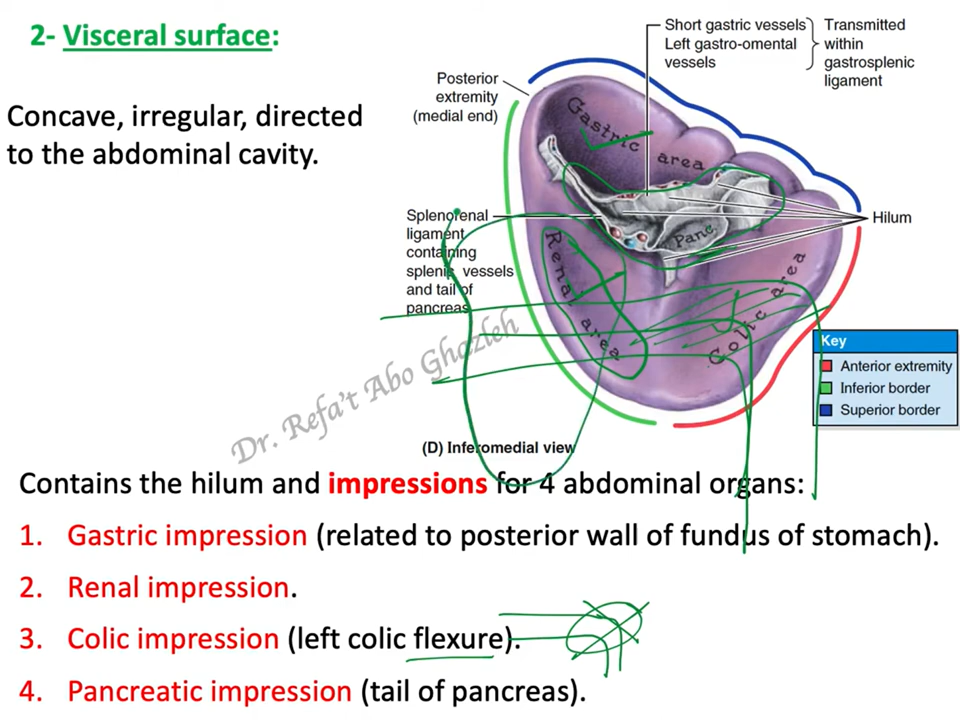 2- Visceral surface:
Concave, irregular, directed
to the abdominal cavity.
Short gastric vessels
Left gastro-omental
vessels
Transmitted
within
gastrosplenic
ligament
Posterior
extremity
(medial end)
Gastric area
Splenorenal
ligament
containing
splenic vessels
and tail of
pancreas
Hilum
Panc.
Renal area
Colic area
Key
Anterior extremity
Inferior border
Superior border
Dr. Refa't Abo Ghazleh
(D) Inferomedial view
Contains the hilum and impressions for 4 abdominal organs:
1. Gastric impression (related to posterior wall of fundus of stomach).
2. Renal impression.
3. Colic impression (left colic flexure).
4. Pancreatic impression (tail of pancreas).